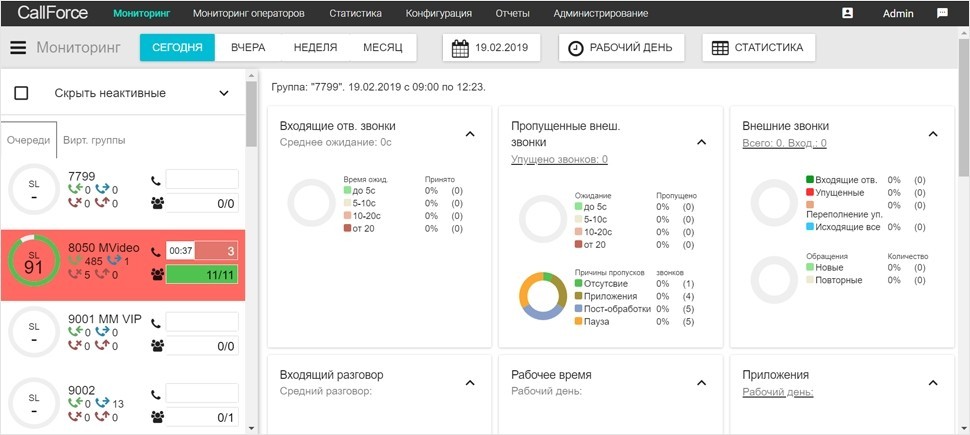 CallForce Мониторинг Мониторинг операторов Статистика Конфигурация Отчеты Администрирование Admin
Мониторинг СЕГОДНЯ ВЧЕРА НЕДЕЛЯ МЕСЯЦ 19.02.2019 РАБОЧИЙ ДЕНЬ СТАТИСТИКА
Скрыть неактивные
Очереди Вирт. группы
7799
SL
-
0 0
0 0
0/0
8050 MVideo
SL
91
485 1
5 0
00:37 3
11/11
9001 MM VIP
SL
-
0 0
0 0
0/0
9002
SL
-
0 13
0 0
0/1
Группа: "7799". 19.02.2019 с 09:00 по 12:23.
Входящие отв. звонки
Среднее ожидание: 0с
Время ожид. Принято
до 5с 0% (0)
5-10с 0% (0)
10-20с 0% (0)
от 20 0% (0)
Пропущенные внеш.
звонки
Упущено звонков: 0
Ожидание Пропущено
до 5с 0% (0)
5-10с 0% (0)
10-20с 0% (0)
от 20 0% (0)
Причины пропусков звонков
Отсутсвие 0% (1)
Приложения 0% (4)
Пост-обработки 0% (5)
Пауза 0% (5)
Внешние звонки
Всего: 0. Вход.: 0
Входящие отв. 0% (0)
Упущенные 0% (0)
0% (0)
Переполнение уп.
Исходящие все 0% (0)
Обращения Количество
Новые 0% (0)
Повторные 0% (0)
Входящий разговор
Средний разговор:
Рабочее время
Рабочий день:
Приложения
Рабочий день: